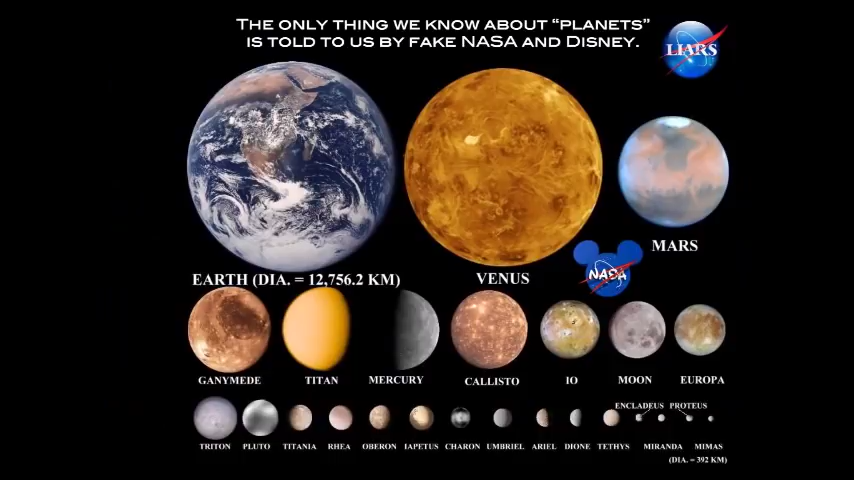 THE ONLY THING WE KNOW ABOUT “PLANETS”
IS TOLD TO US BY FAKE NASA AND DISNEY.
LIARS
MARS
NASA
EARTH (DIA. = 12,756.2 KM)
VENUS
GANYMEDE
TITAN
MERCURY
CALLISTO
IO
MOON
EUROPA
ENCLADEUS
PROTEUS
TRITON
PLUTO
TITANIA
RHEA
OBERON
IAPETUS
CHARON
UMBRIEL
ARIEL
DIONE
TETHYS
MIRANDA
MIMAS
(DIA. = 392 KM)